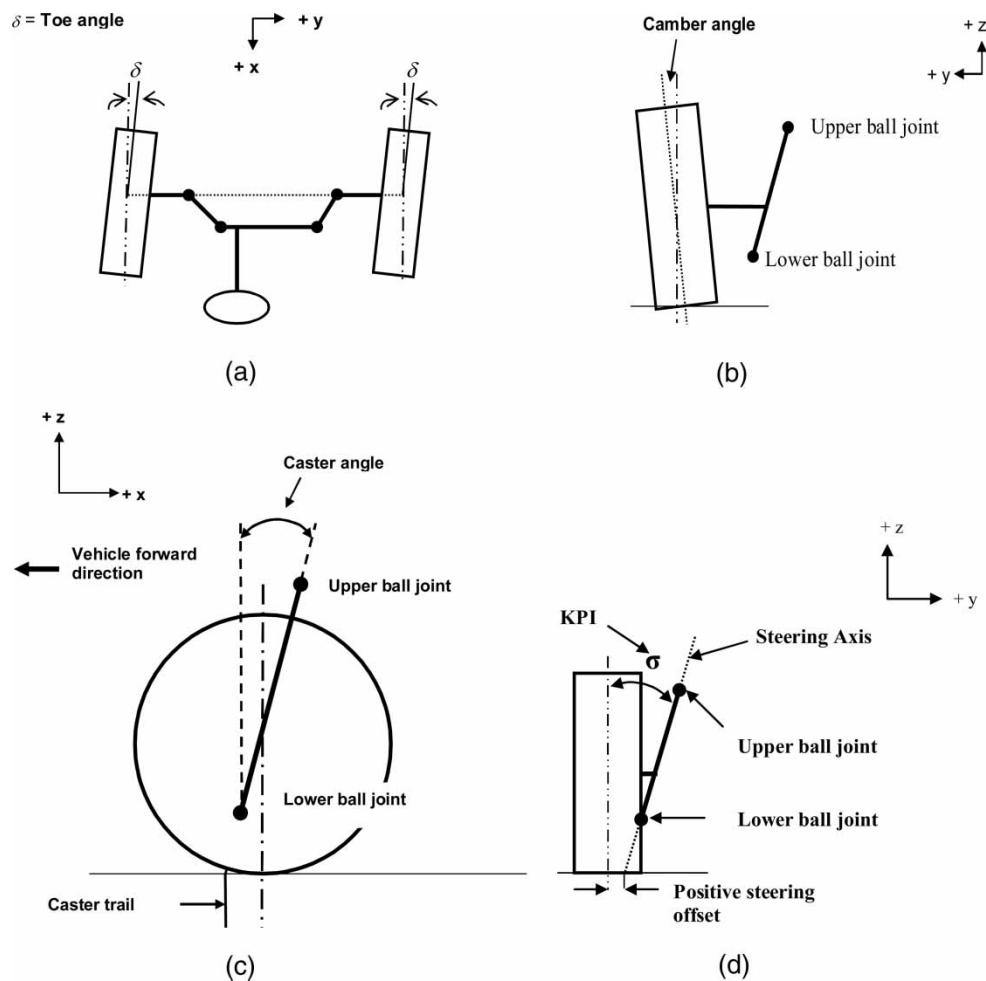 δ = Toe angle
+ y
+ x
δ
δ
(a)
Camber angle
+ z
+ y
Upper ball joint
Lower ball joint
(b)
+ z
+ x
Caster angle
Vehicle forward
direction
Upper ball joint
Lower ball joint
Caster trail
(c)
+ z
+ y
KPI
σ
Steering Axis
Upper ball joint
Lower ball joint
Positive steering
offset
(d)